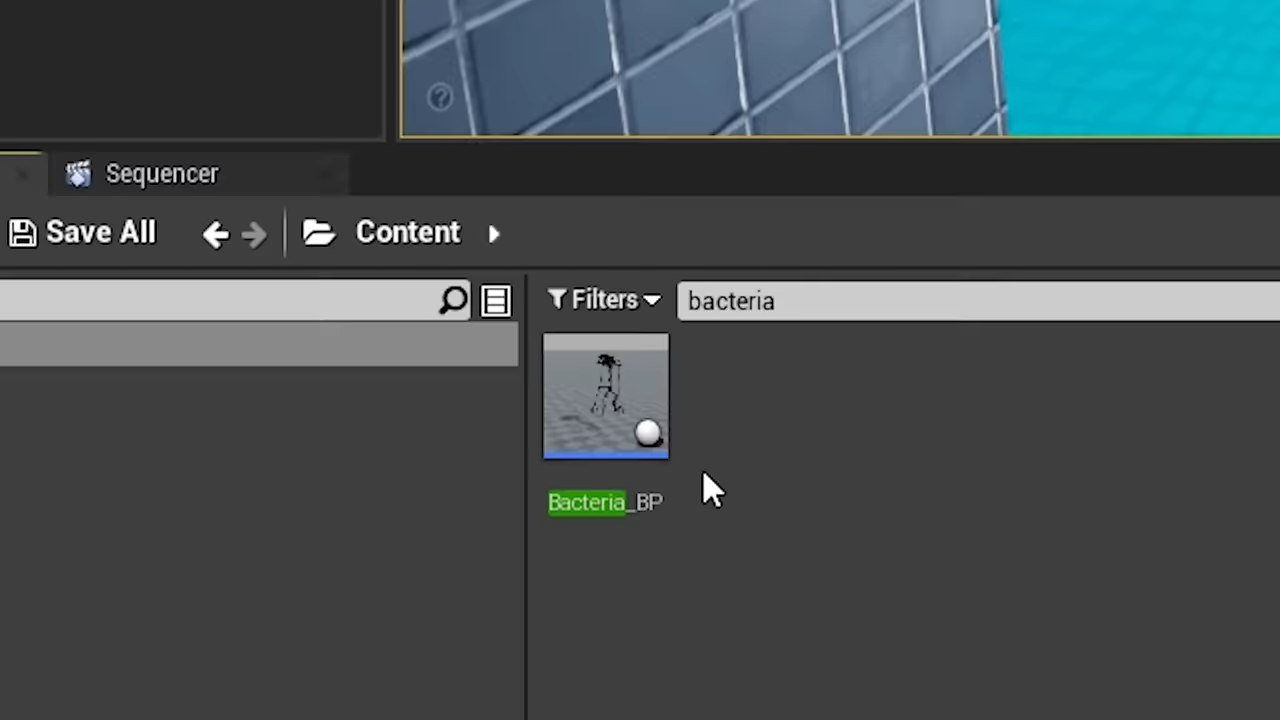 Sequencer
Save All
Content
Filters
bacteria
Bacteria_BP